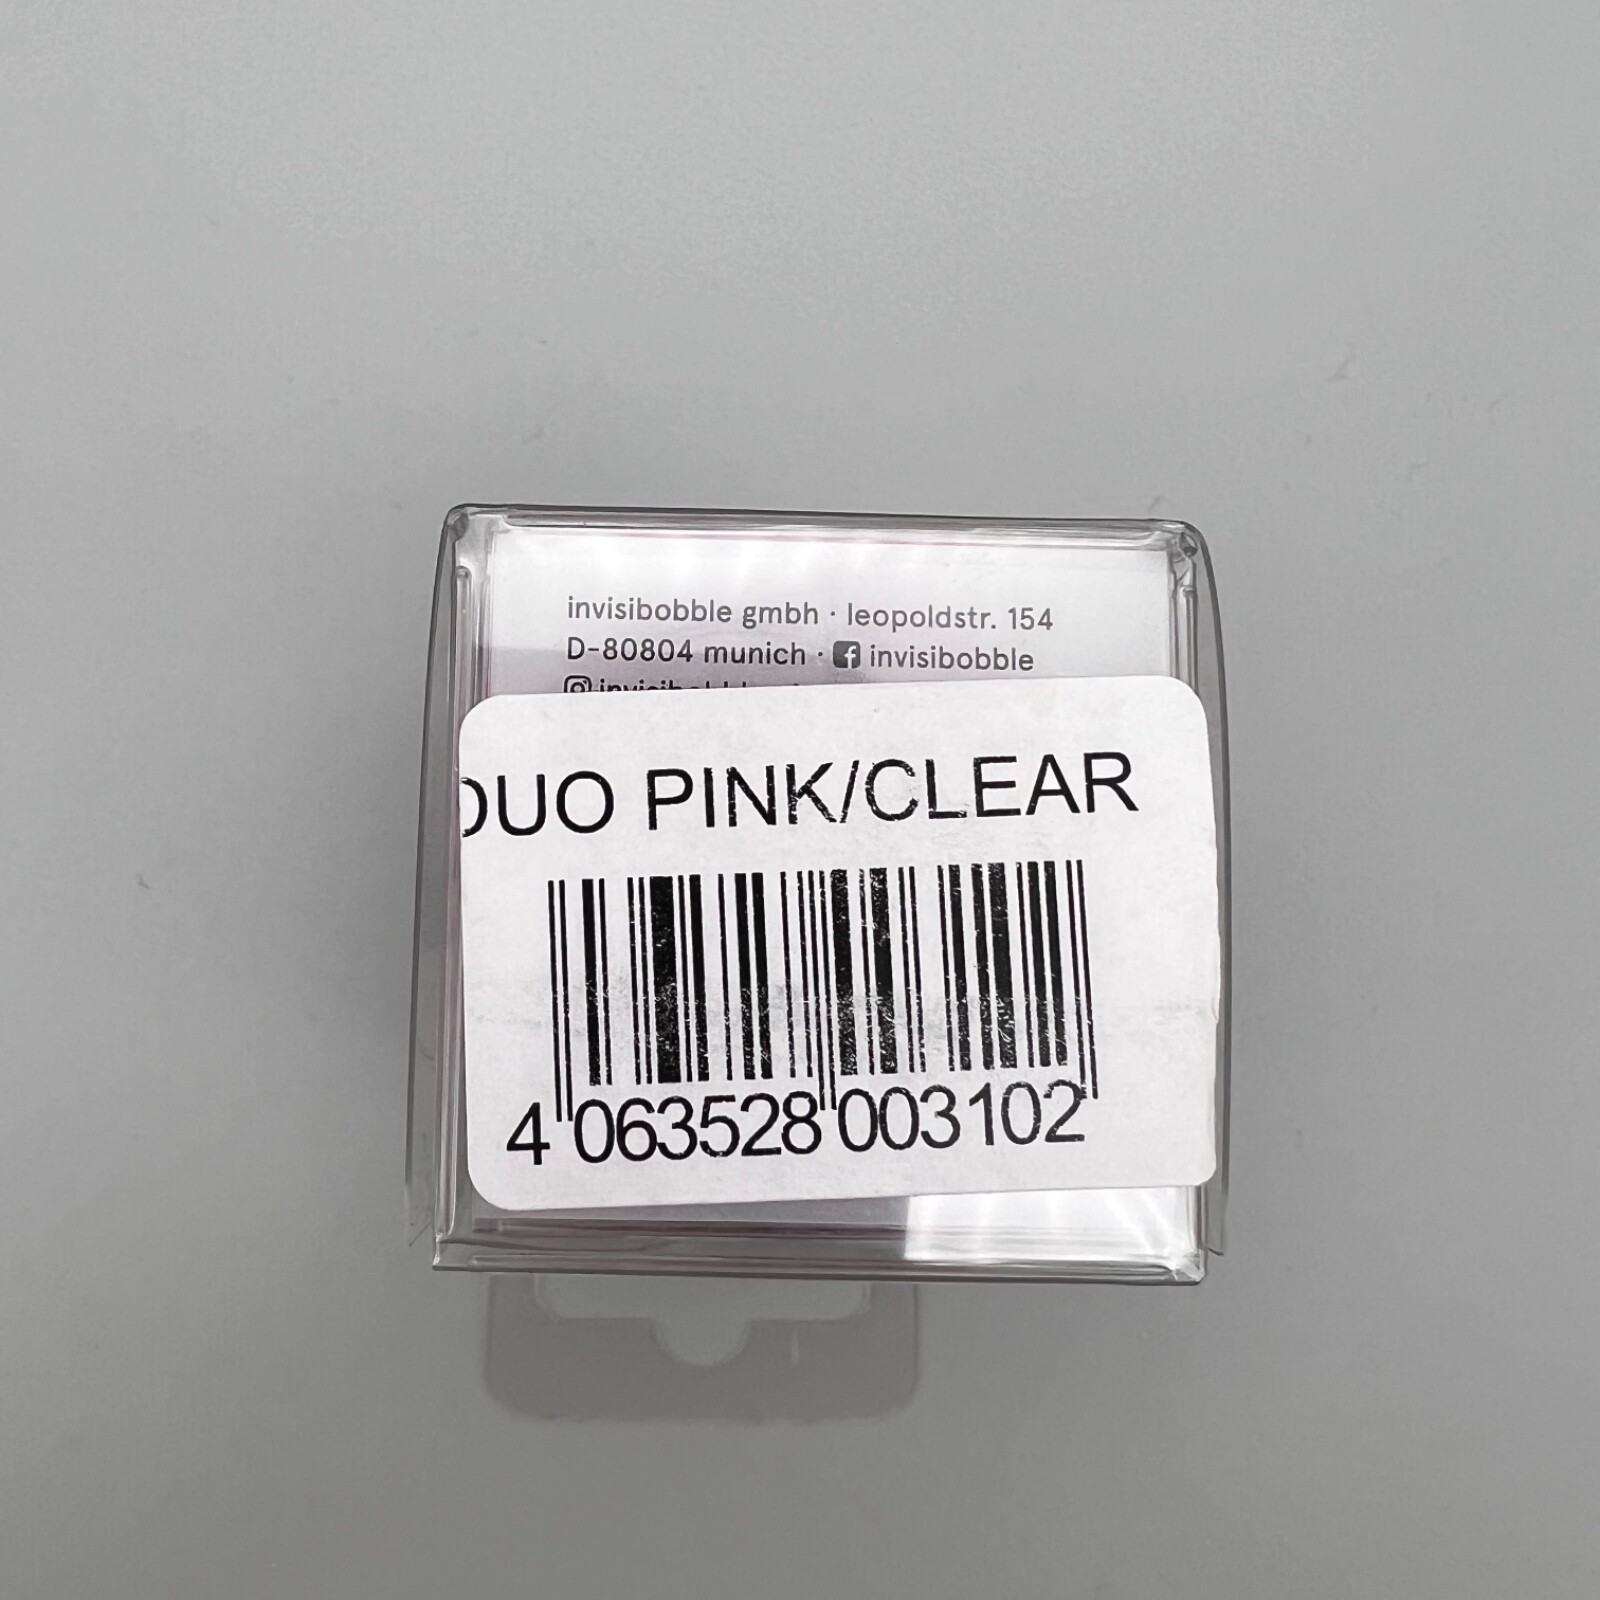 invisibobble gmbh · leopoldstr. 154
D-80804 munich · invisibobble
DUO PINK/CLEAR
4 063528 003102